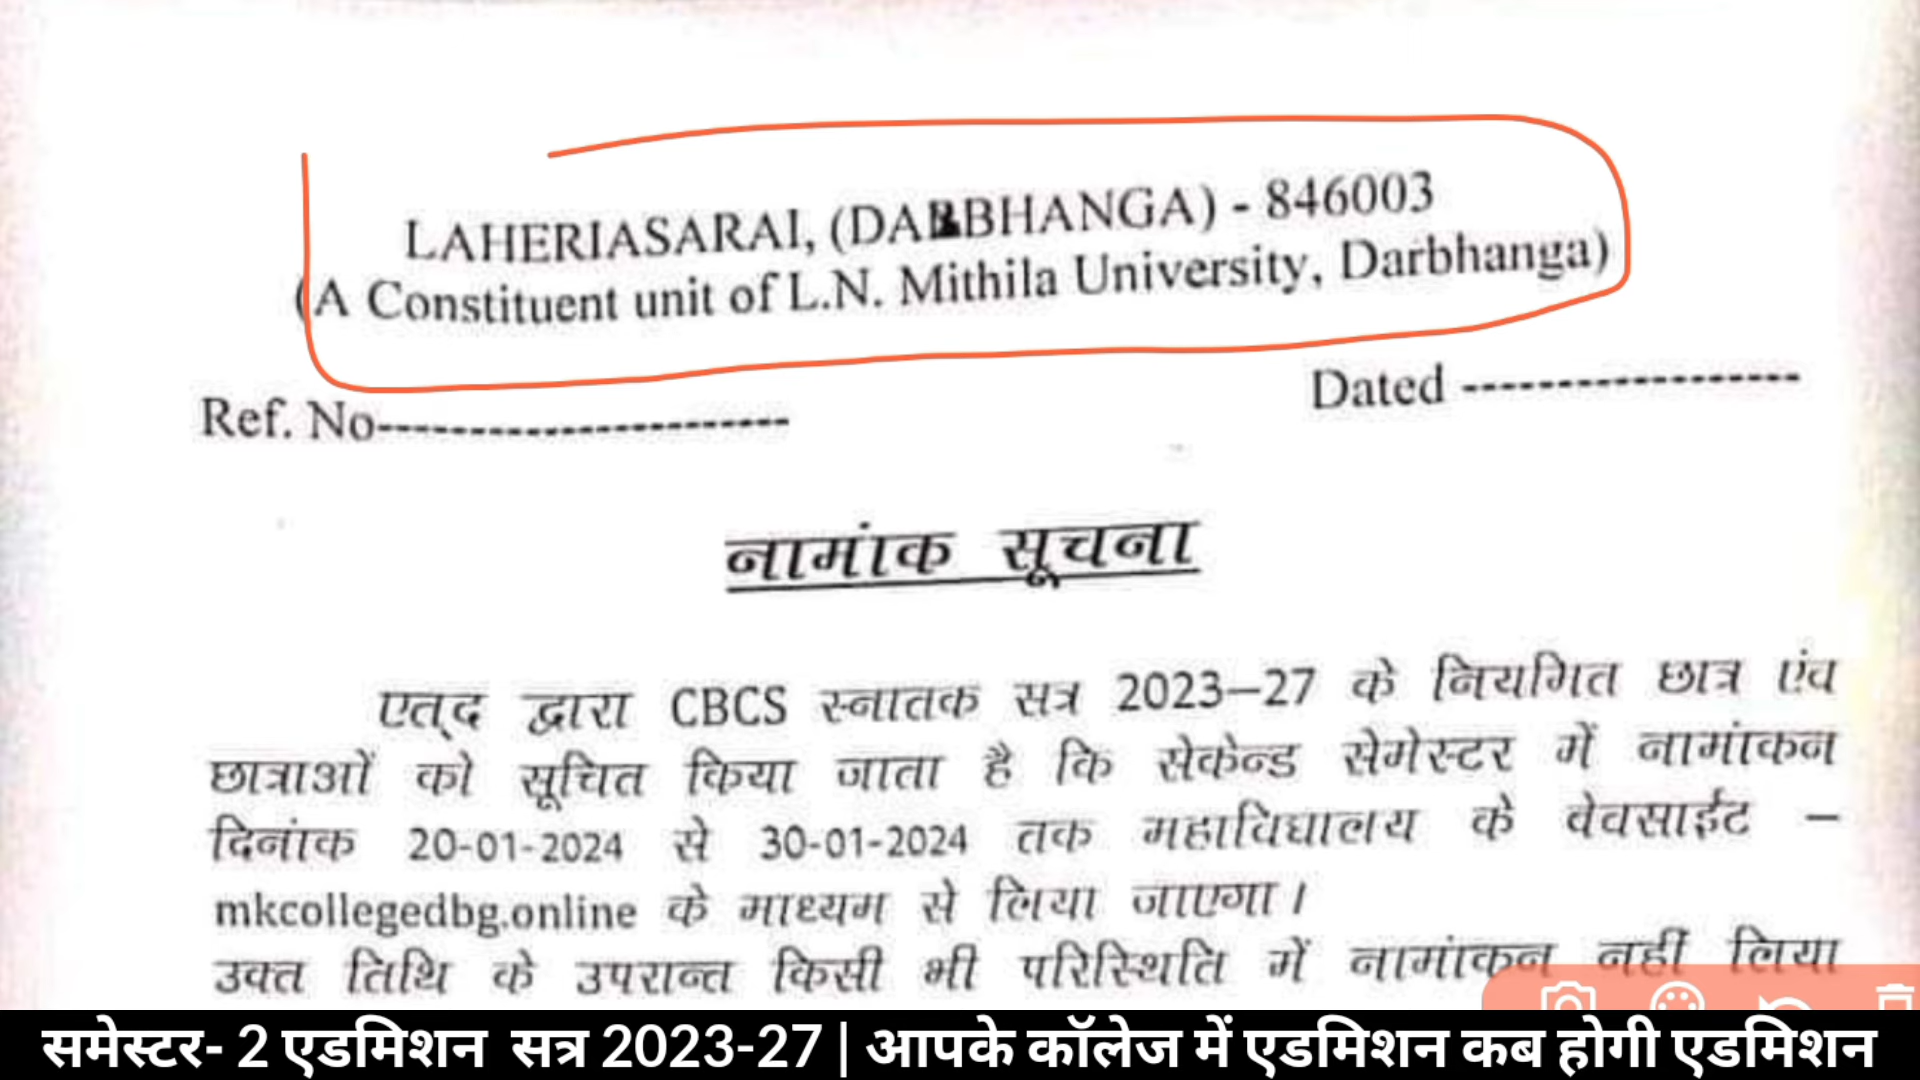 LAHERIASARAI, (DARBHANGA) - 846003
(A Constituent unit of L.N. Mithila University, Darbhanga)
Ref. No-----------------------
Dated ------------------
नामांक सूचना
एत्द द्वारा CBCS स्नातक सत्र 2023–27 के नियमित छात्र एंव
छात्राओं को सूचित किया जाता है कि सेकेन्ड सेमेस्टर में नामांकन
दिनांक 20-01-2024 से 30-01-2024 तक महाविघालय के वेवसाईट –
mkcollegedbg.online के माध्यम से लिया जाएगा।
उक्त तिथि के उपरान्त किसी भी परिस्थिति में नामांकन नहीं लिया
समेस्टर- 2 एडमिशन सत्र 2023-27 | आपके कॉलेज में एडमिशन कब होगी एडमिशन